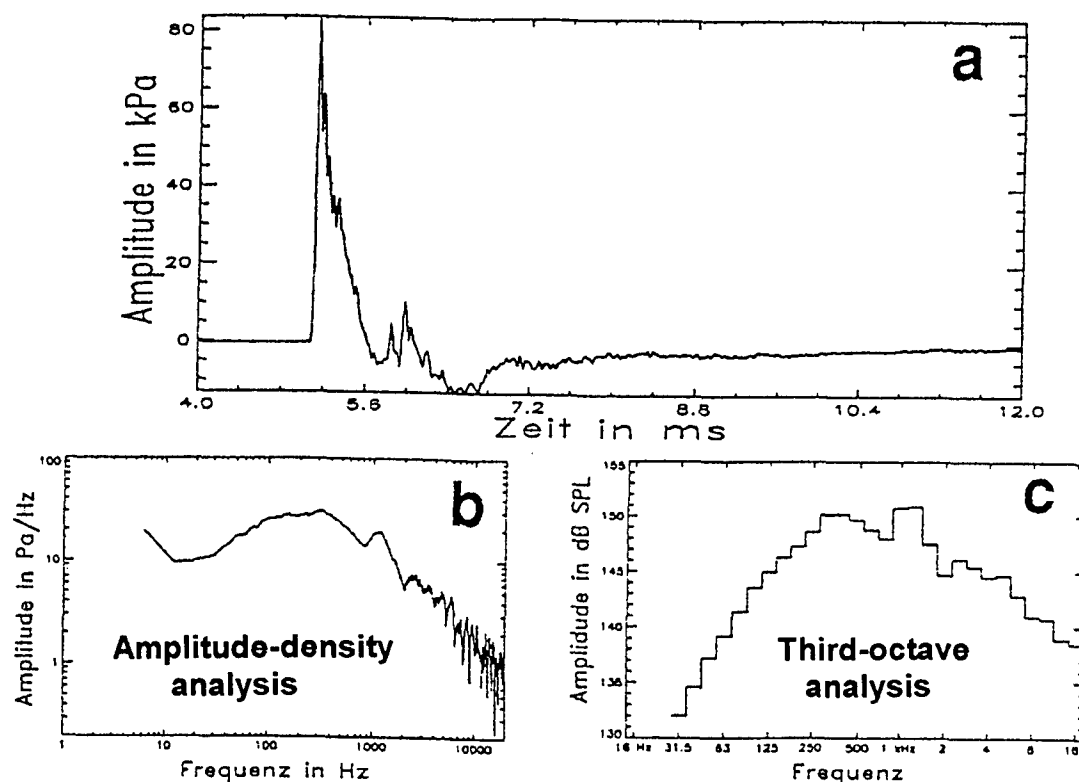 a
Amplitude in kPa
80
60
40
20
0
4.0 5.6 7.2 8.8 10.4 12.0
Zeit in ms
b
Amplitude in Pa/Hz
100
10
1
Amplitude-density
analysis
1 10 100 1000 10000
Frequenz in Hz
c
Amplidude in dB SPL
155
150
145
140
135
130
Third-octave
analysis
16 Hz 31.5 63 125 250 500 1 kHz 2 4 8 16
Frequenz